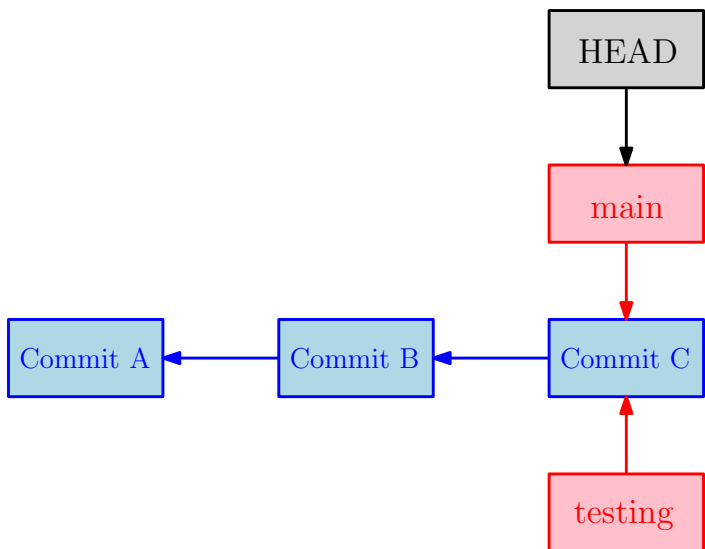 HEAD
main
Commit A
Commit B
Commit C
testing